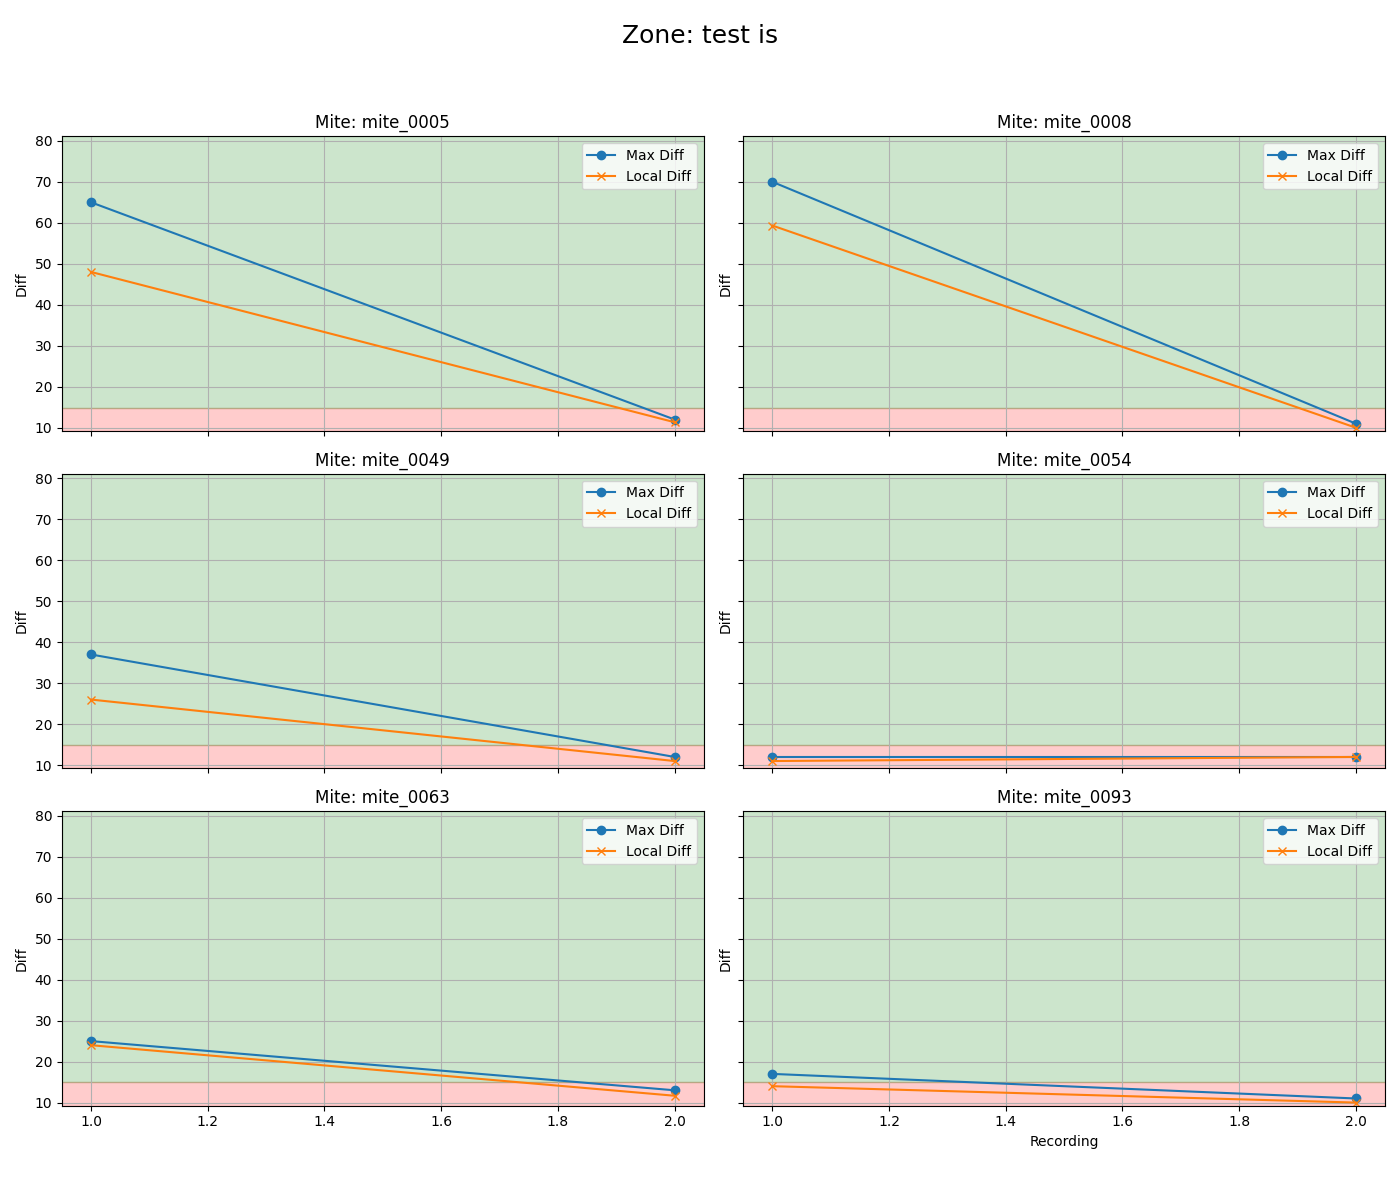 Zone: test is
Mite: mite_0005
Mite: mite_0008
80
70
60
50
40
30
20
10
Diff
Max Diff
Local Diff
Diff
Max Diff
Local Diff
Mite: mite_0049
Mite: mite_0054
80
70
60
50
40
30
20
10
Diff
Max Diff
Local Diff
Diff
Max Diff
Local Diff
Mite: mite_0063
Mite: mite_0093
80
70
60
50
40
30
20
10
Diff
Max Diff
Local Diff
Diff
Max Diff
Local Diff
1.0 1.2 1.4 1.6 1.8 2.0
1.0 1.2 1.4 1.6 1.8 2.0
Recording